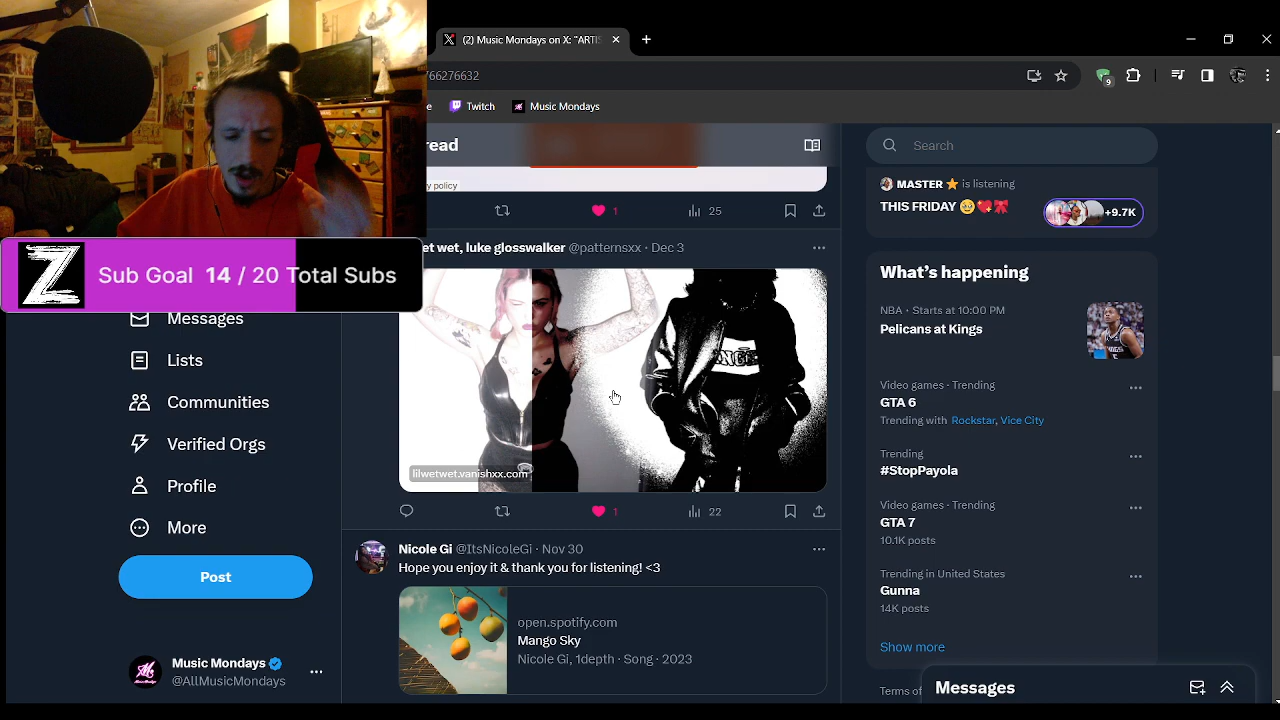 (2) Music Mondays on X: "ARTIS
66276632
9
e
Twitch
Music Mondays
read
y policy
1
25
et wet, luke glosswalker @patternsxx · Dec 3
lilwetwet.vanishxx.com
1
22
Nicole Gi @ItsNicoleGi · Nov 30
Hope you enjoy it & thank you for listening! <3
open.spotify.com
Mango Sky
Nicole Gi, 1depth · Song · 2023
Sub Goal 14 / 20 Total Subs
Messages
Lists
Communities
Verified Orgs
Profile
More
Post
Music Mondays
@AllMusicMondays
Search
MASTER ⭐ is listening
THIS FRIDAY 🥹💘🎀
+9.7K
What's happening
NBA · Starts at 10:00 PM
Pelicans at Kings
Video games · Trending
GTA 6
Trending with Rockstar, Vice City
Trending
#StopPayola
Video games · Trending
GTA 7
10.1K posts
Trending in United States
Gunna
14K posts
Show more
Terms of
Messages